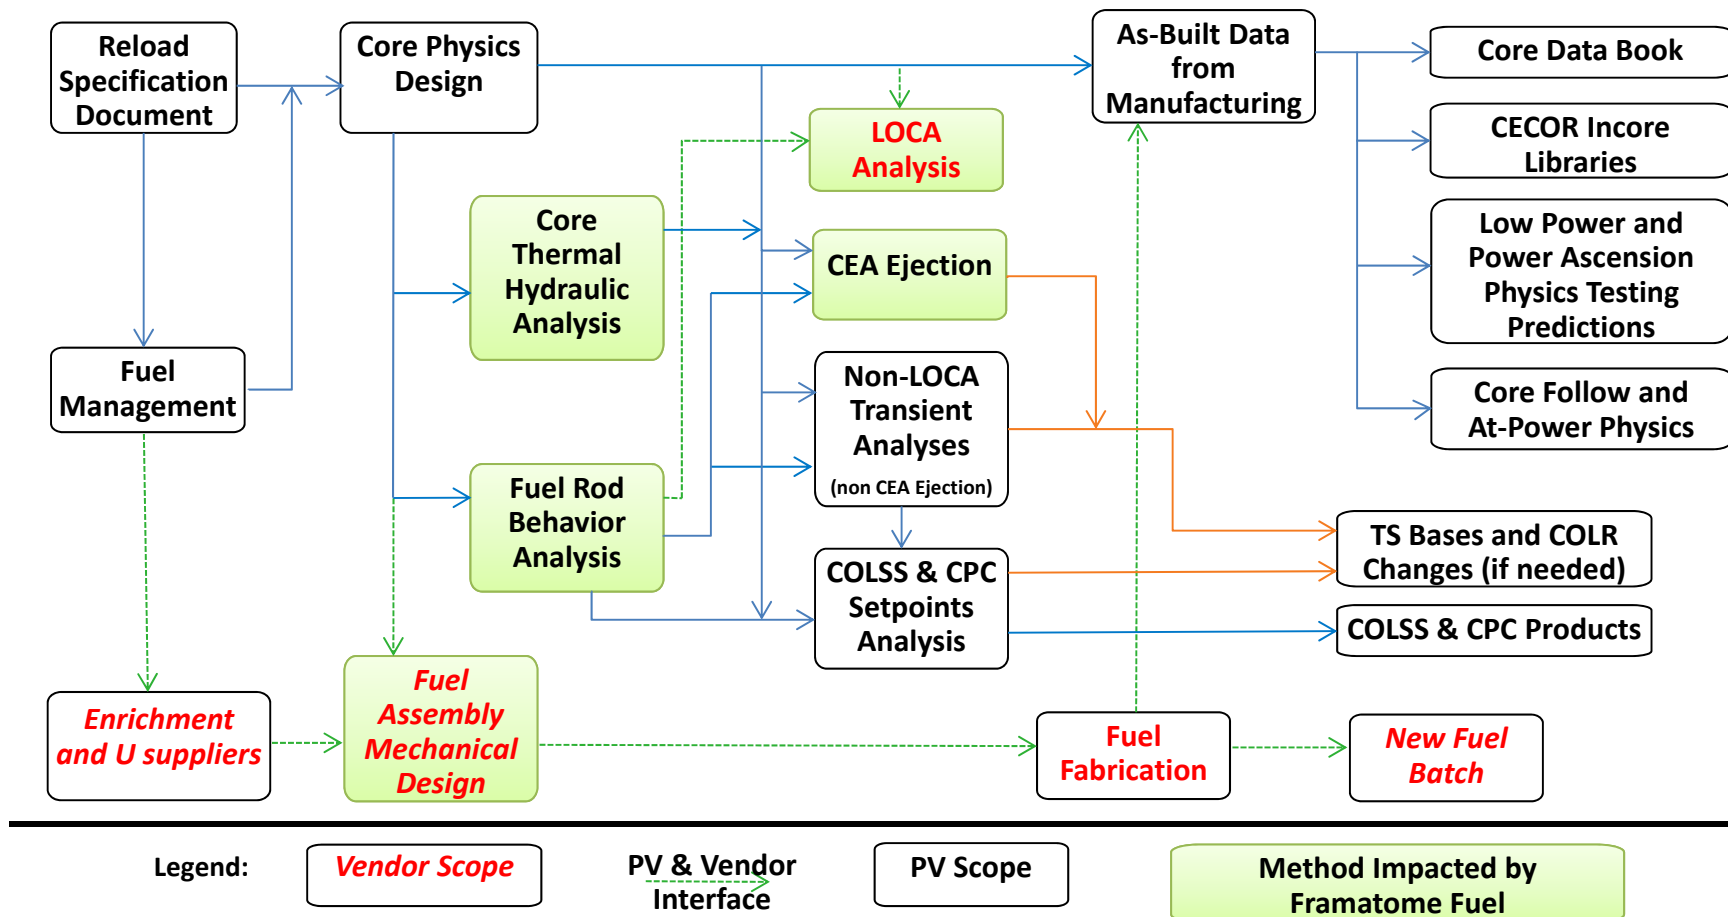 Reload
Specification
Document
Core Physics
Design
As-Built Data
from
Manufacturing
Core Data Book
LOCA
Analysis
CECOR Incore
Libraries
Core
Thermal
Hydraulic
Analysis
CEA Ejection
Low Power and
Power Ascension
Physics Testing
Predictions
Fuel
Management
Non-LOCA
Transient
Analyses
(non CEA Ejection)
Core Follow and
At-Power Physics
Fuel Rod
Behavior
Analysis
COLSS & CPC
Setpoints
Analysis
TS Bases and COLR
Changes (if needed)
COLSS & CPC Products
Enrichment
and U suppliers
Fuel
Assembly
Mechanical
Design
Fuel
Fabrication
New Fuel
Batch
Legend:
Vendor Scope
PV & Vendor
Interface
PV Scope
Method Impacted by
Framatome Fuel